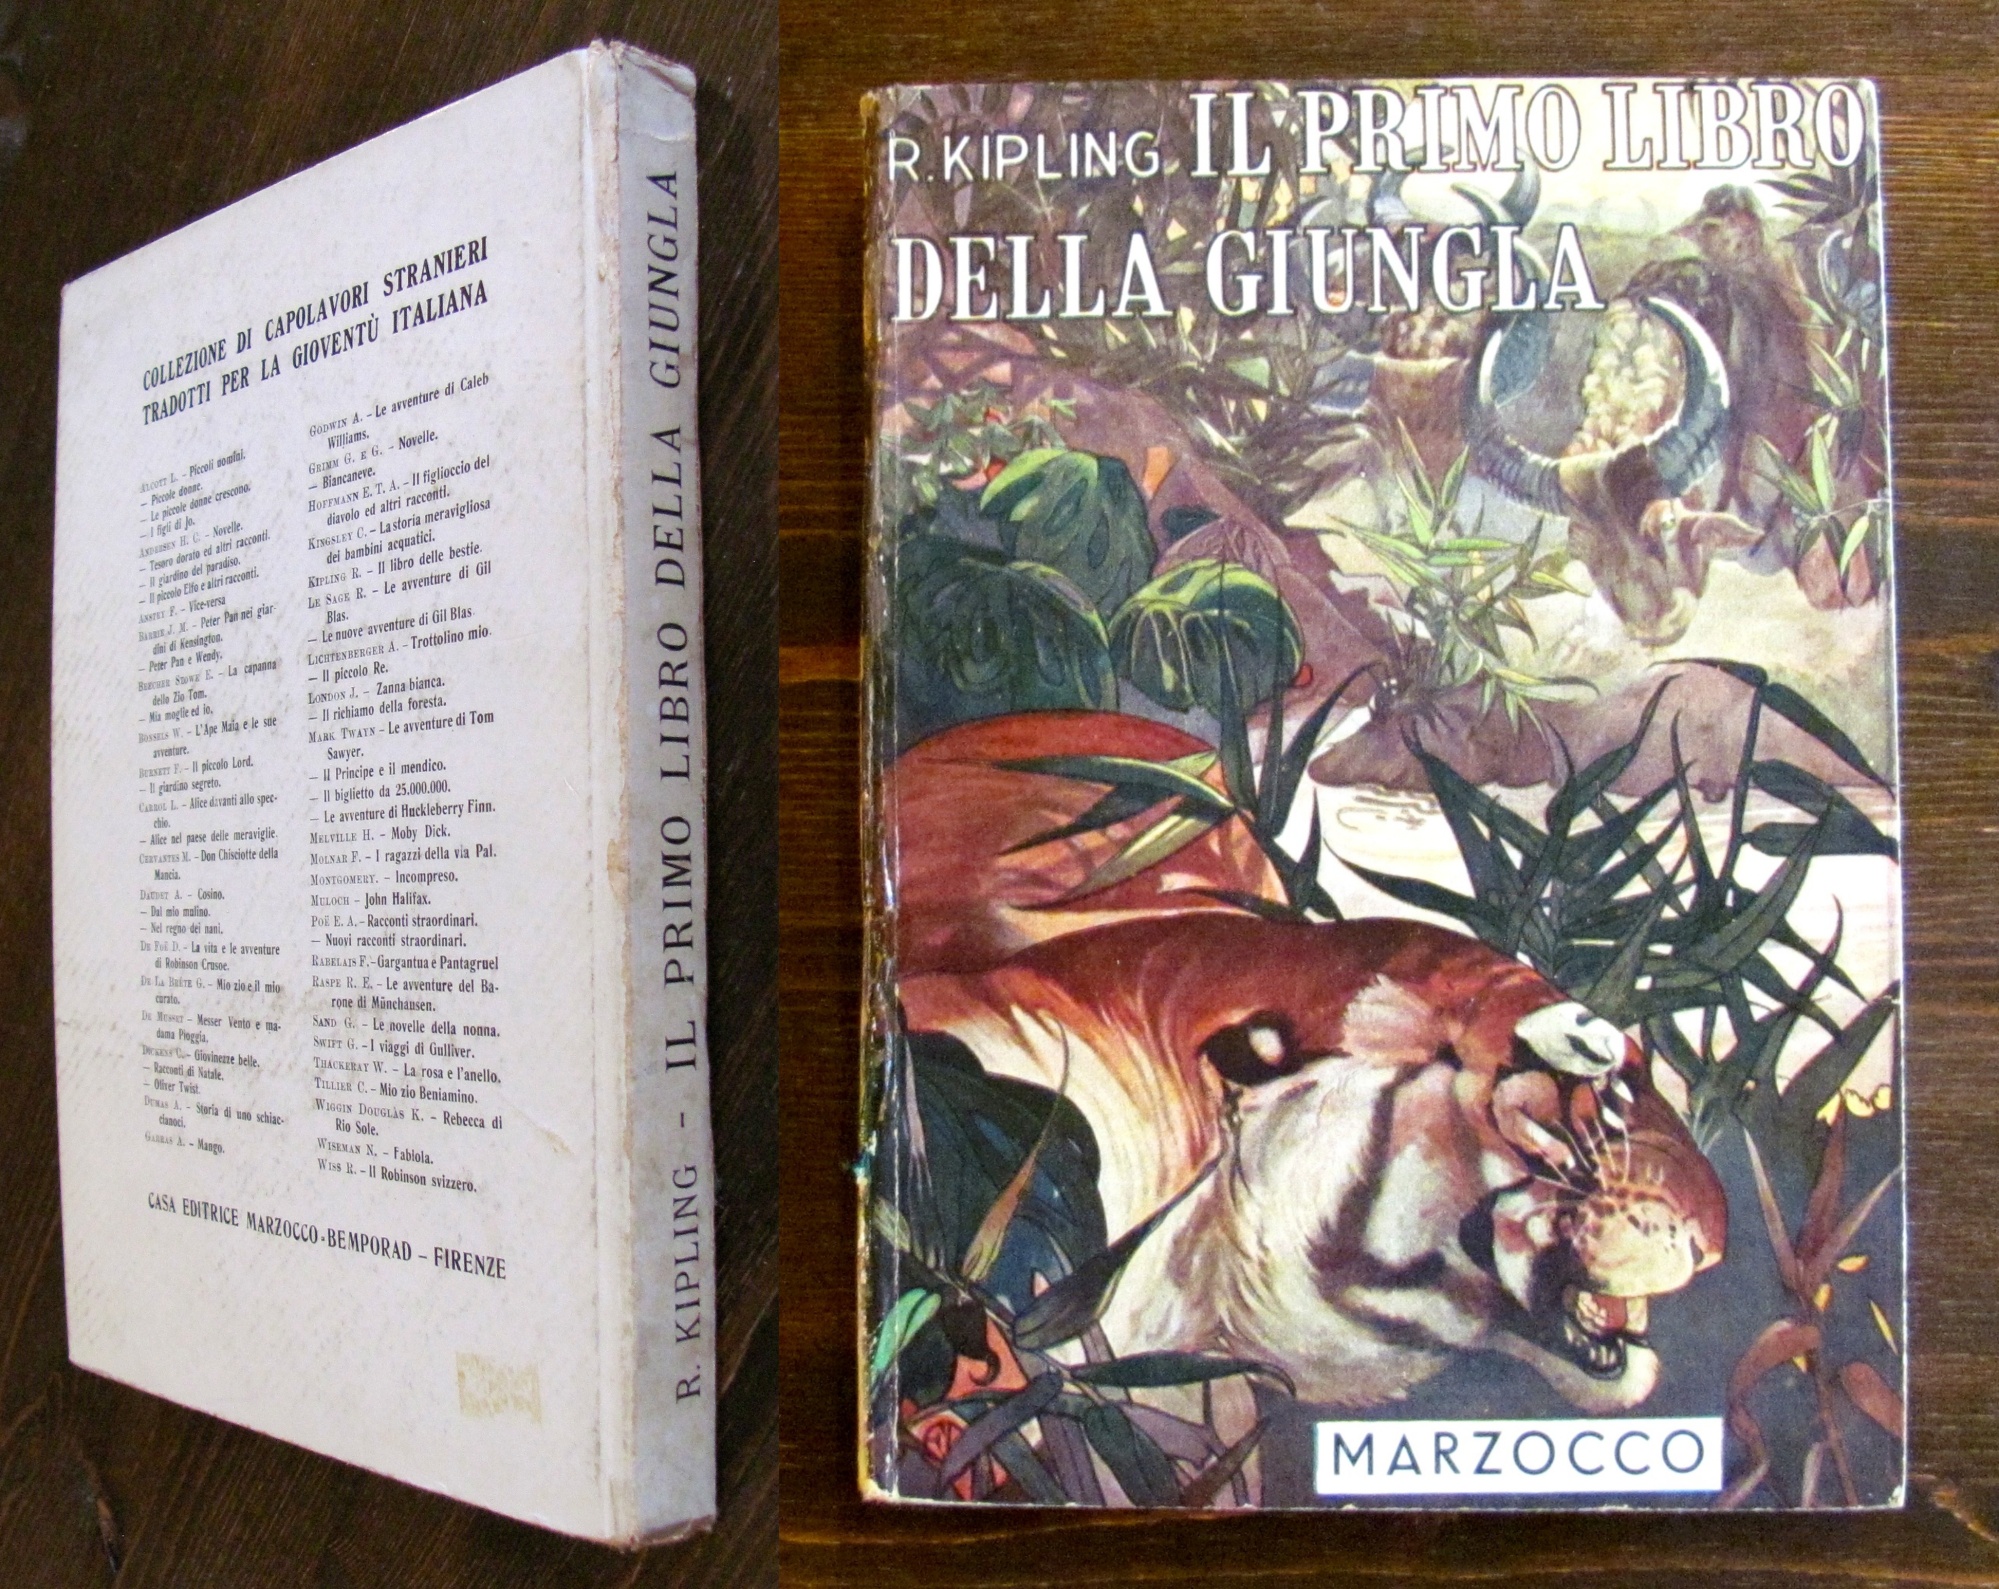 COLLEZIONE DI CAPOLAVORI STRANIERI
TRADOTTI PER LA GIOVENTÙ ITALIANA
ALCOTT L. - Piccoli uomini.
— Piccole donne.
— Le piccole donne crescono.
— I figli di Jo.
ANDERSEN H. C. - Novelle.
— Tesoro dorato ed altri racconti.
— Il giardino del paradiso.
— Il piccolo Elfo e altri racconti.
ANSTEY F. - Vice-versa
BARRIE J. M. - Peter Pan nei giar-
dini di Kensington.
— Peter Pan e Wendy.
BEECHER STOWE E. - La capanna
dello Zio Tom.
— Mia moglie ed io.
BONSELS W. - L'Ape Maia e le sue
avventure.
BURNETT F. - Il piccolo Lord.
— Il giardino segreto.
CARROL L. - Alice davanti allo spec-
chio.
— Alice nel paese delle meraviglie.
CERVANTES M. - Don Chisciotte della
Mancia.
DAUDET A. - Cosino.
— Dal mio mulino.
— Nel regno dei nani.
DE FOË D. - La vita e le avventure
di Robinson Crusoe.
DE LA BRÈTE G. - Mio zio e il mio
curato.
DE MUSSET - Messer Vento e ma-
dama Pioggia.
DICKENS C. - Giovinezze belle.
— Racconti di Natale.
— Oliver Twist.
DUMAS A. - Storia di uno schiac-
cianoci.
GARRAS A. - Mango.
GODWIN A. - Le avventure di Caleb
Williams.
GRIMM G. E G. - Novelle.
— Biancaneve.
HOFFMANN E. T. A. - Il figlioccio del
diavolo ed altri racconti.
KINGSLEY C. - La storia meravigliosa
dei bambini acquatici.
KIPLING R. - Il libro delle bestie.
LE SAGE R. - Le avventure di Gil
Blas.
— Le nuove avventure di Gil Blas.
LICHTENBERGER A. - Trottolino mio.
— Il piccolo Re.
LONDON J. - Zanna bianca.
— Il richiamo della foresta.
MARK TWAYN - Le avventure di Tom
Sawyer.
— Il Principe e il mendico.
— Il biglietto da 25.000.000.
— Le avventure di Huckleberry Finn.
MELVILLE H. - Moby Dick.
MOLNAR F. - I ragazzi della via Pal.
MONTGOMERY. - Incompreso.
MULOCH - John Halifax.
POË E. A. - Racconti straordinari.
— Nuovi racconti straordinari.
RABELAIS F. - Gargantua e Pantagruel
RASPE R. E. - Le avventure del Ba-
rone di Münchausen.
SAND G. - Le novelle della nonna.
SWIFT G. - I viaggi di Gulliver.
THACKERAY W. - La rosa e l'anello.
TILLIER C. - Mio zio Beniamino.
WIGGIN DOUGLÀS K. - Rebecca di
Rio Sole.
WISEMAN N. - Fabiola.
WISS R. - Il Robinson svizzero.
CASA EDITRICE MARZOCCO-BEMPORAD - FIRENZE
R. KIPLING - IL PRIMO LIBRO DELLA GIUNGLA
R. KIPLING IL PRIMO LIBRO
DELLA GIUNGLA
MARZOCCO